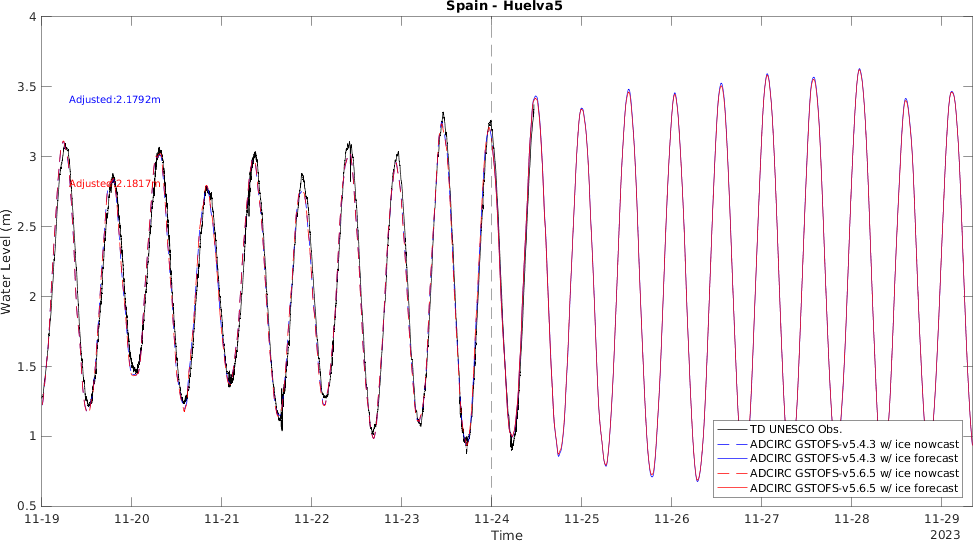 Spain - Huelva5
4
3.5
3
2.5
2
1.5
1
0.5
Water Level (m)
Adjusted:2.1792m
Adjusted:2.1817m
TD UNESCO Obs.
ADCIRC GSTOFS-v5.4.3 w/ ice nowcast
ADCIRC GSTOFS-v5.4.3 w/ ice forecast
ADCIRC GSTOFS-v5.6.5 w/ ice nowcast
ADCIRC GSTOFS-v5.6.5 w/ ice forecast
11-19 11-20 11-21 11-22 11-23 11-24 11-25 11-26 11-27 11-28 11-29
Time
2023